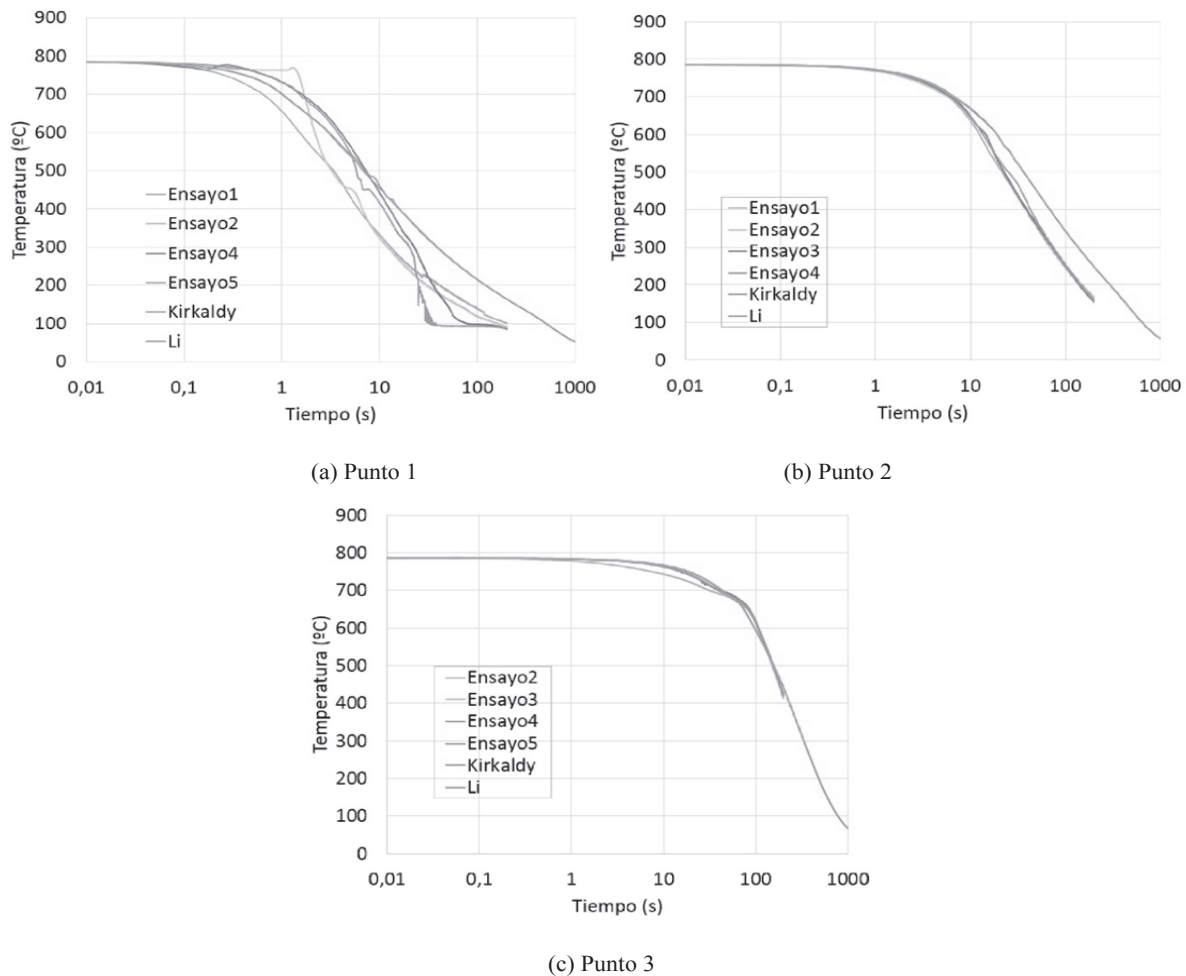 900
800
700
600
500
400
300
200
100
0
Temperatura (ºC)
Ensayo1
Ensayo2
Ensayo4
Ensayo5
Kirkaldy
Li
0,01 0,1 1 10 100 1000
Tiempo (s)
(a) Punto 1
900
800
700
600
500
400
300
200
100
0
Temperatura (ºC)
Ensayo1
Ensayo2
Ensayo3
Ensayo4
Kirkaldy
Li
0,01 0,1 1 10 100 1000
Tiempo (s)
(b) Punto 2
900
800
700
600
500
400
300
200
100
0
Temperatura (ºC)
Ensayo2
Ensayo3
Ensayo4
Ensayo5
Kirkaldy
Li
0,01 0,1 1 10 100 1000
Tiempo (s)
(c) Punto 3